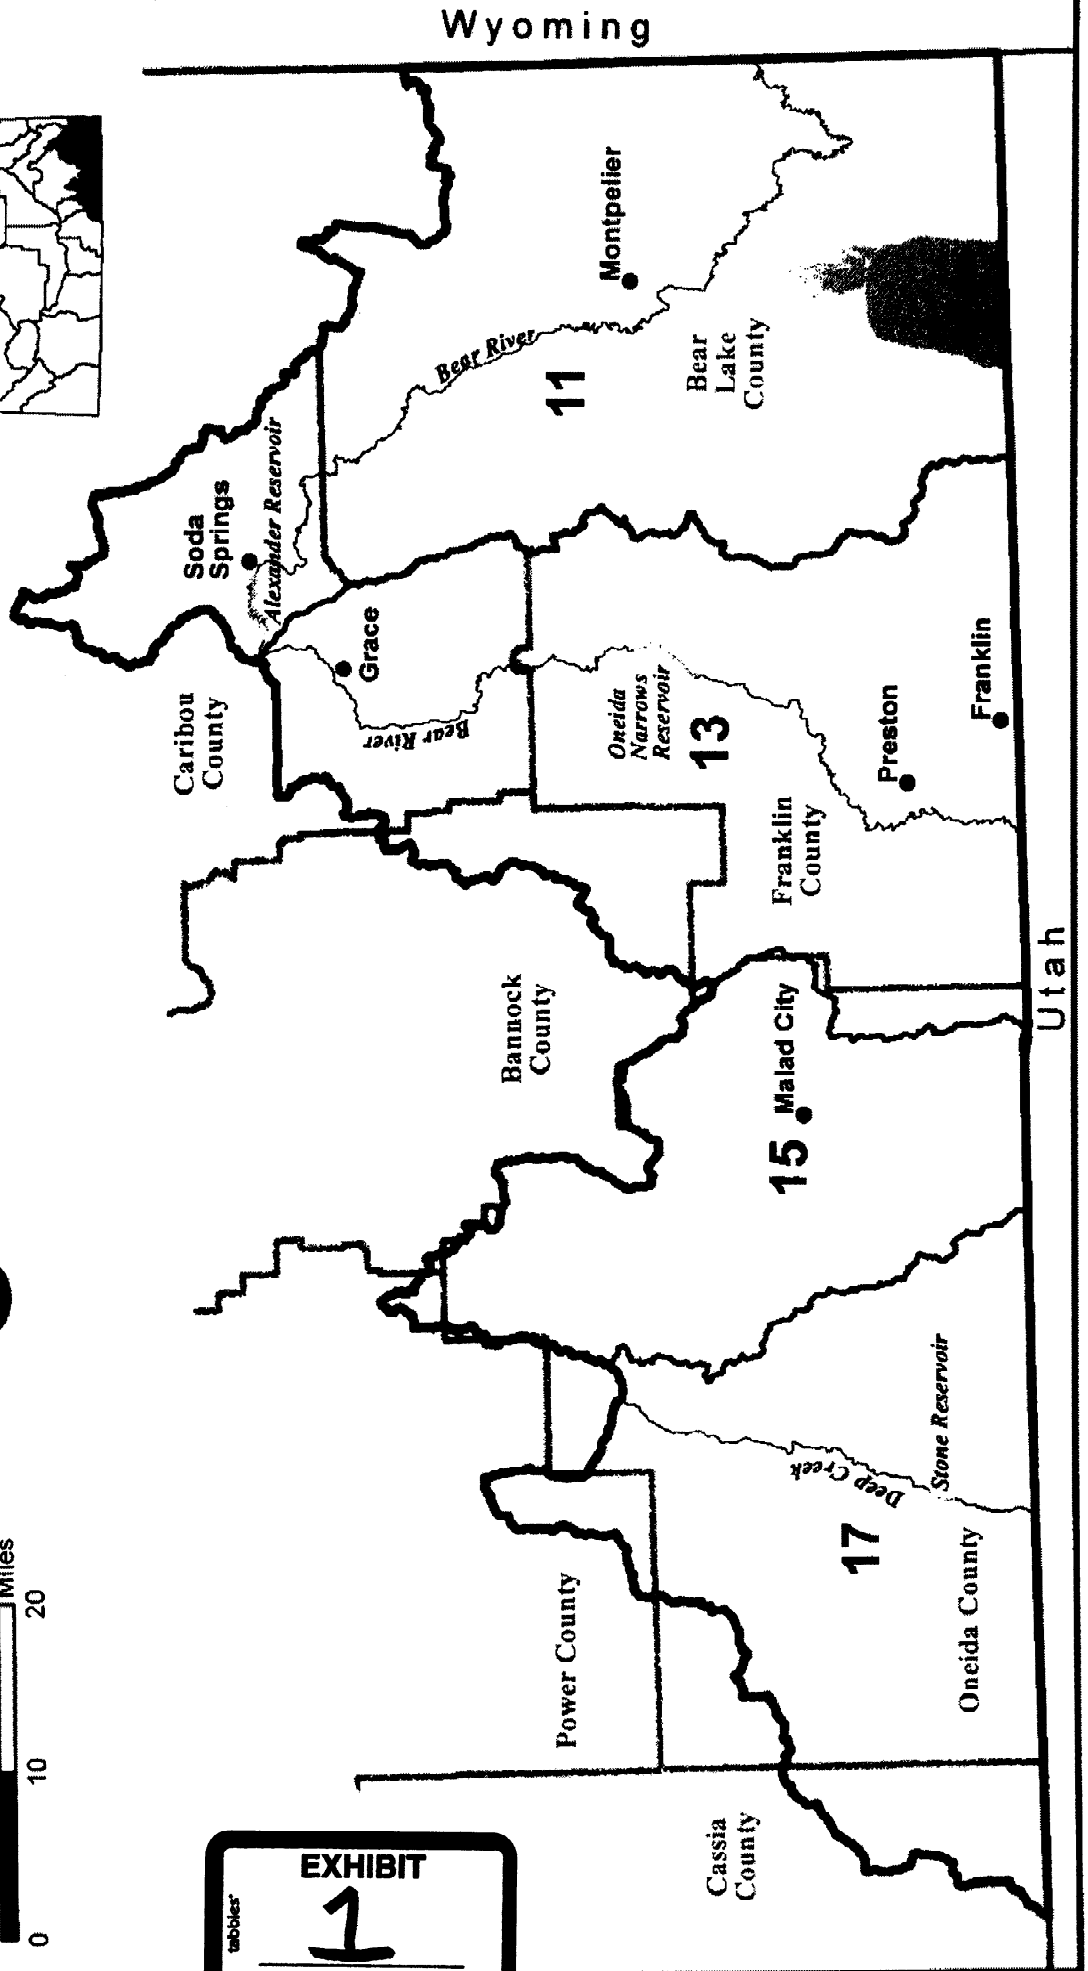 Wyoming
Montpelier
Bear River
11
Bear
Lake
County
Soda
Springs
Alexander Reservoir
Grace
Caribou
County
Bear River
Oneida
Narrows
Reservoir
13
Franklin
Preston
Franklin
County
Bannock
County
Utah
Malad City
15
Stone Reservoir
Deep Creek
17
Oneida County
Power County
Cassia
County
Miles
0
10
20
tabbies'
EXHIBIT
1